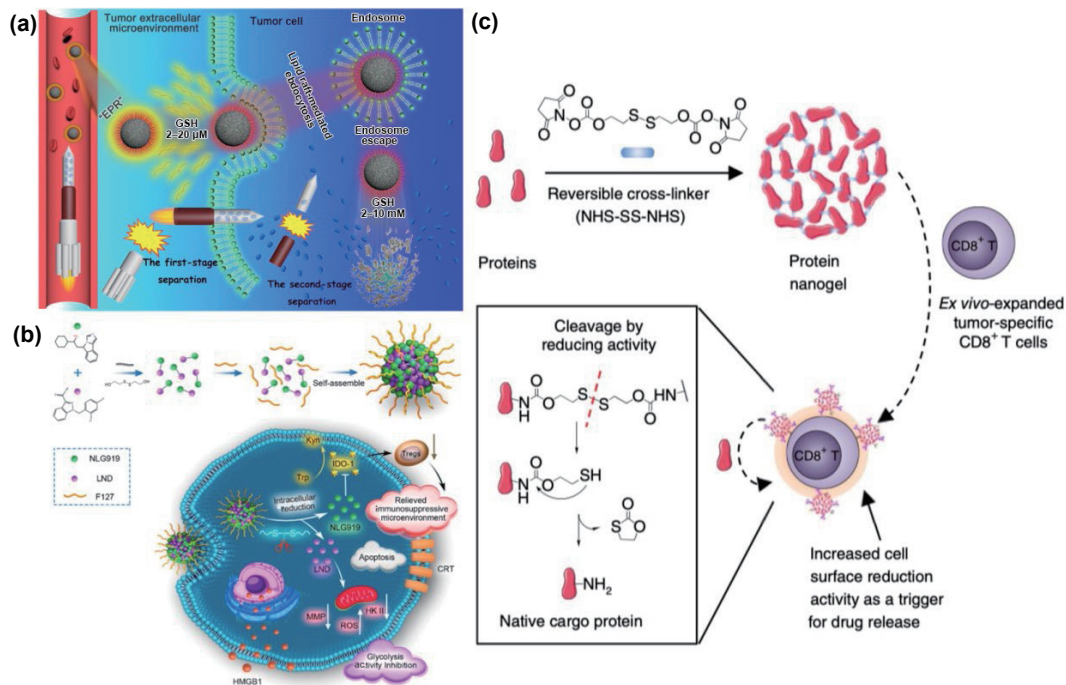 (a)
Tumor extracellular
microenvironment
Tumor cell
Endosome
"EPR"
GSH
2–20 µM
Lipid raft-mediated
ebdocytosis
Endosome
escape
GSH
2–10 mM
The first-stage
separation
The second-stage
separation
(b)
+
Self-assemble
NLG919
LND
F127
Kyn
IDO-1
Trp
Tregs
Intracellular
reduction
NLG919
Relieved
immunosuppressive
microenvironment
LND
Apoptosis
CRT
MMP
ROS
HK II
Glycolysis
activity Inhibition
HMGB1
(c)
O
N
O
O
O
O
S
S
O
O
O
N
O
O
Reversible cross-linker
(NHS-SS-NHS)
Proteins
Protein
nanogel
CD8+ T
Ex vivo-expanded
tumor-specific
CD8+ T cells
Cleavage by
reducing activity
N
H
O
O
S
S
O
O
HN
N
H
O
O
SH
O
S
O
NH2
Native cargo protein
CD8+ T
Increased cell
surface reduction
activity as a trigger
for drug release